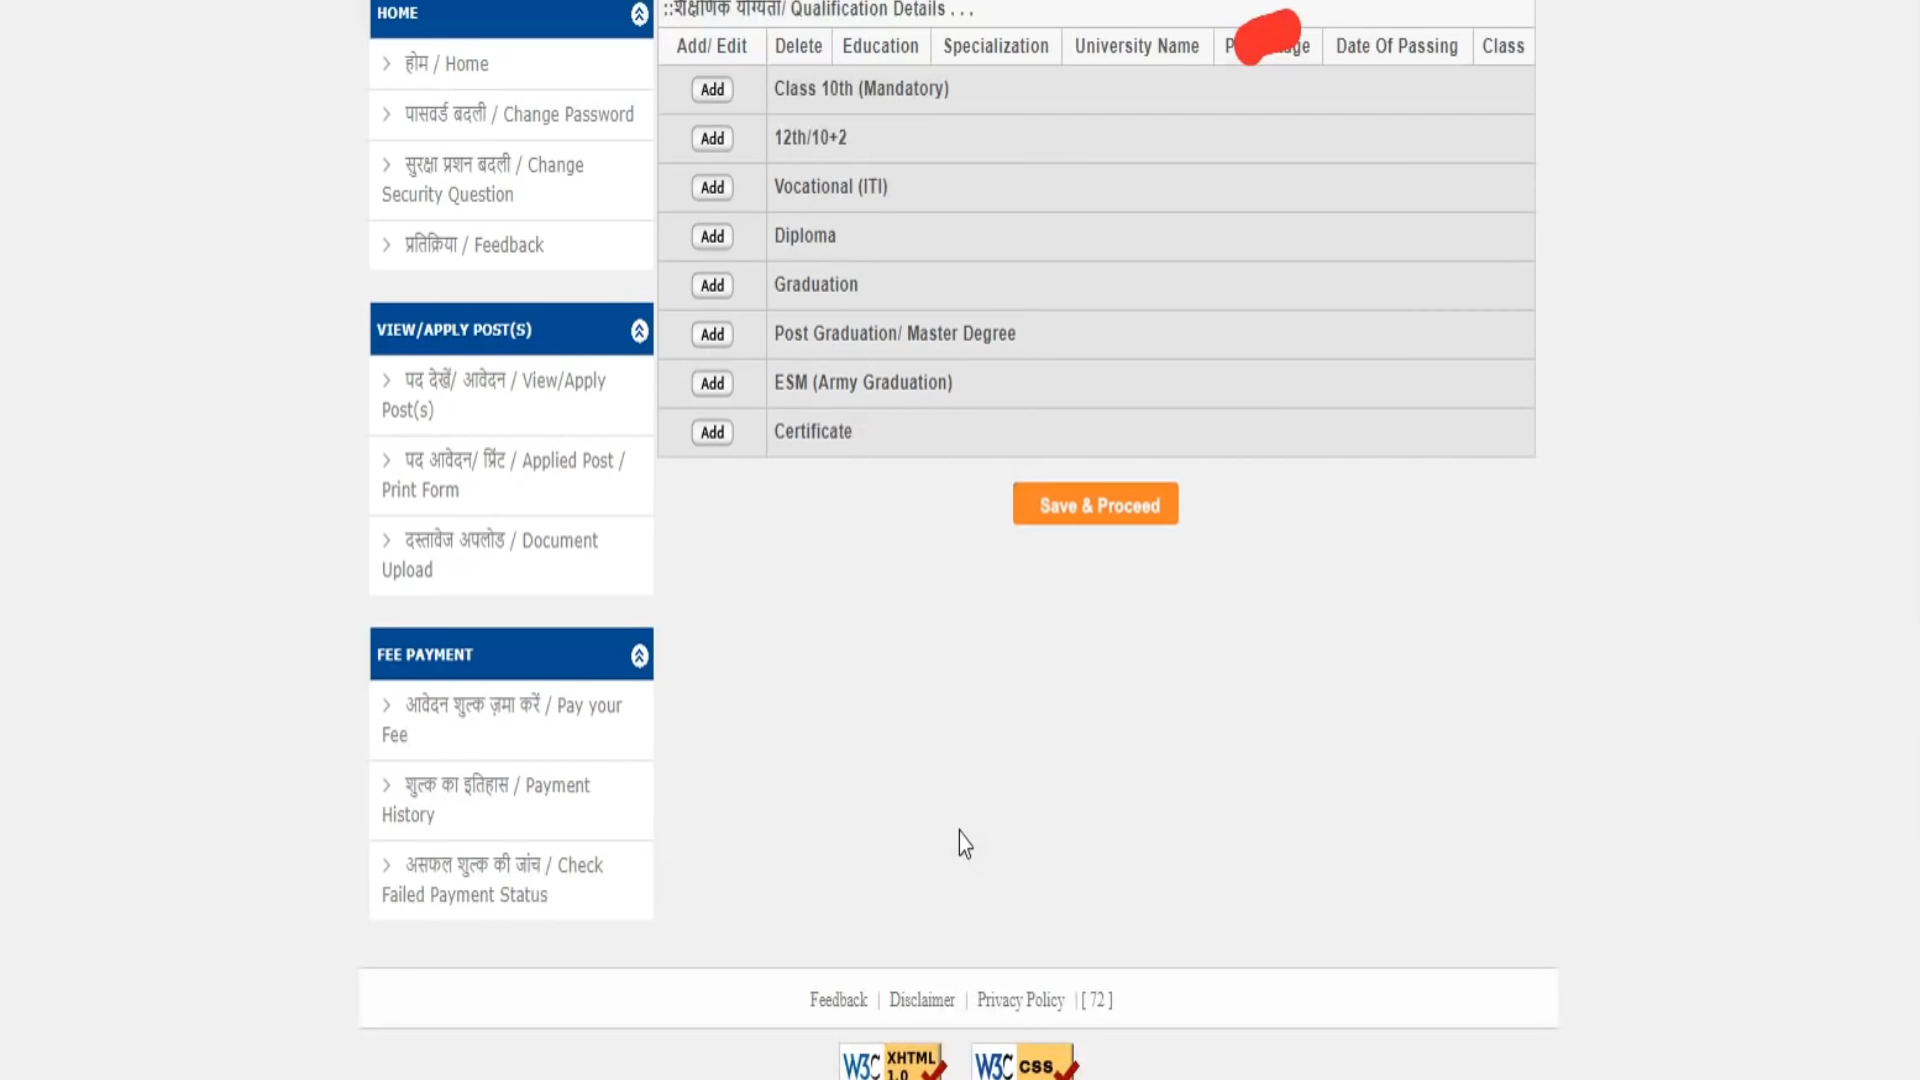 HOME
होम / Home
पासवर्ड बदली / Change Password
सुरक्षा प्रशन बदली / Change
Security Question
प्रतिक्रिया / Feedback
VIEW/APPLY POST(S)
पद देखें/ आवेदन / View/Apply
Post(s)
पद आवेदन/ प्रिंट / Applied Post /
Print Form
दस्तावेज अपलोड / Document
Upload
FEE PAYMENT
आवेदन शुल्क ज़मा करें / Pay your
Fee
शुल्क का इतिहास / Payment
History
असफल शुल्क की जांच / Check
Failed Payment Status
::शैक्षणिक योग्यता/ Qualification Details . . .
Add/ Edit Delete Education Specialization University Name Date Of Passing Class
Add Class 10th (Mandatory)
Add 12th/10+2
Add Vocational (ITI)
Add Diploma
Add Graduation
Add Post Graduation/ Master Degree
Add ESM (Army Graduation)
Add Certificate
Save & Proceed
Feedback | Disclaimer | Privacy Policy | [ 72 ]
W3C XHTML 1.0
W3C CSS